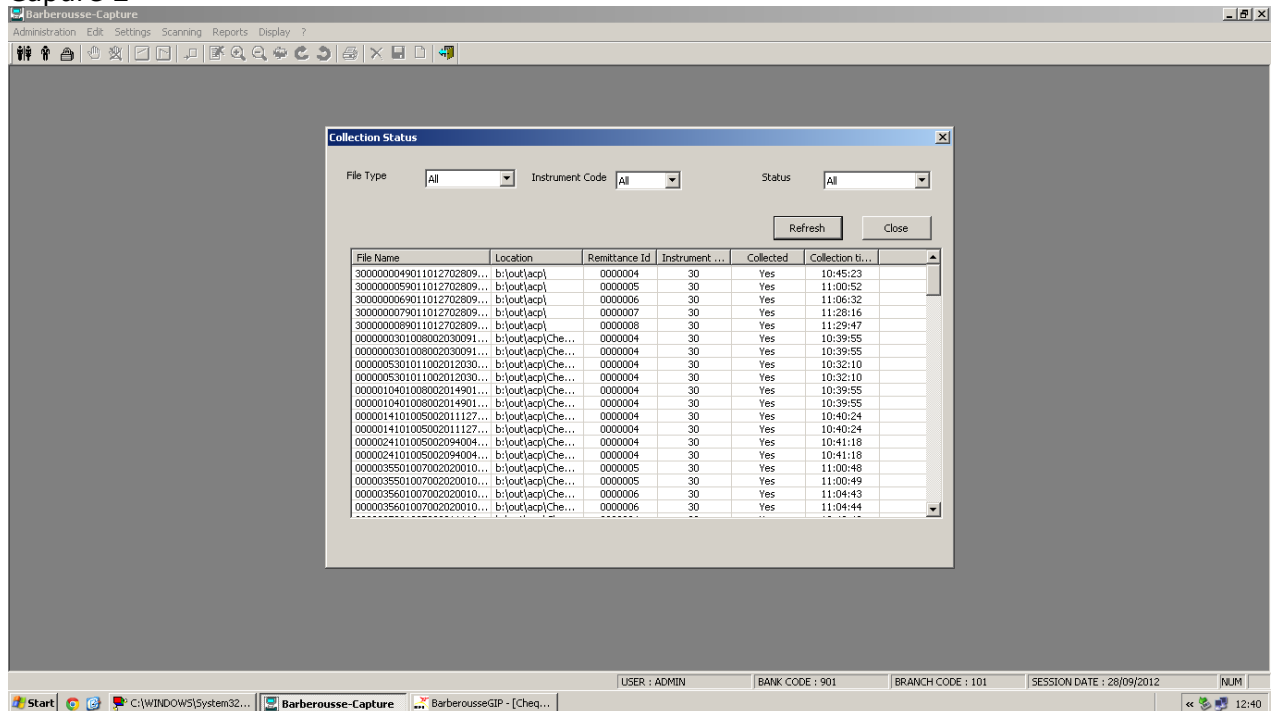 Barberousse-Capture
Administration Edit Settings Scanning Reports Display ?
Collection Status
File Type All Instrument Code All Status All
Refresh Close
File Name Location Remittance Id Instrument ... Collected Collection ti...
3000000049011012702809... b:\out\acp\ 0000004 30 Yes 10:45:23
3000000059011012702809... b:\out\acp\ 0000005 30 Yes 11:00:52
3000000069011012702809... b:\out\acp\ 0000006 30 Yes 11:06:32
3000000079011012702809... b:\out\acp\ 0000007 30 Yes 11:28:16
3000000089011012702809... b:\out\acp\ 0000008 30 Yes 11:29:47
0000000301008002030091... b:\out\acp\Che... 0000004 30 Yes 10:39:55
0000000301008002030091... b:\out\acp\Che... 0000004 30 Yes 10:39:55
0000005301011002012030... b:\out\acp\Che... 0000004 30 Yes 10:32:10
0000005301011002012030... b:\out\acp\Che... 0000004 30 Yes 10:32:10
0000010401008002014901... b:\out\acp\Che... 0000004 30 Yes 10:39:55
0000010401008002014901... b:\out\acp\Che... 0000004 30 Yes 10:39:55
0000014101005002011127... b:\out\acp\Che... 0000004 30 Yes 10:40:24
0000014101005002011127... b:\out\acp\Che... 0000004 30 Yes 10:40:24
0000024101005002094004... b:\out\acp\Che... 0000004 30 Yes 10:41:18
0000024101005002094004... b:\out\acp\Che... 0000004 30 Yes 10:41:18
0000035501007002020010... b:\out\acp\Che... 0000005 30 Yes 11:00:48
0000035501007002020010... b:\out\acp\Che... 0000005 30 Yes 11:00:49
0000035601007002020010... b:\out\acp\Che... 0000006 30 Yes 11:04:43
0000035601007002020010... b:\out\acp\Che... 0000006 30 Yes 11:04:44
USER : ADMIN BANK CODE : 901 BRANCH CODE : 101 SESSION DATE : 28/09/2012 NUM
Start C:\WINDOWS\System32... Barberousse-Capture BarberousseGIP - [Cheq... « 12:40